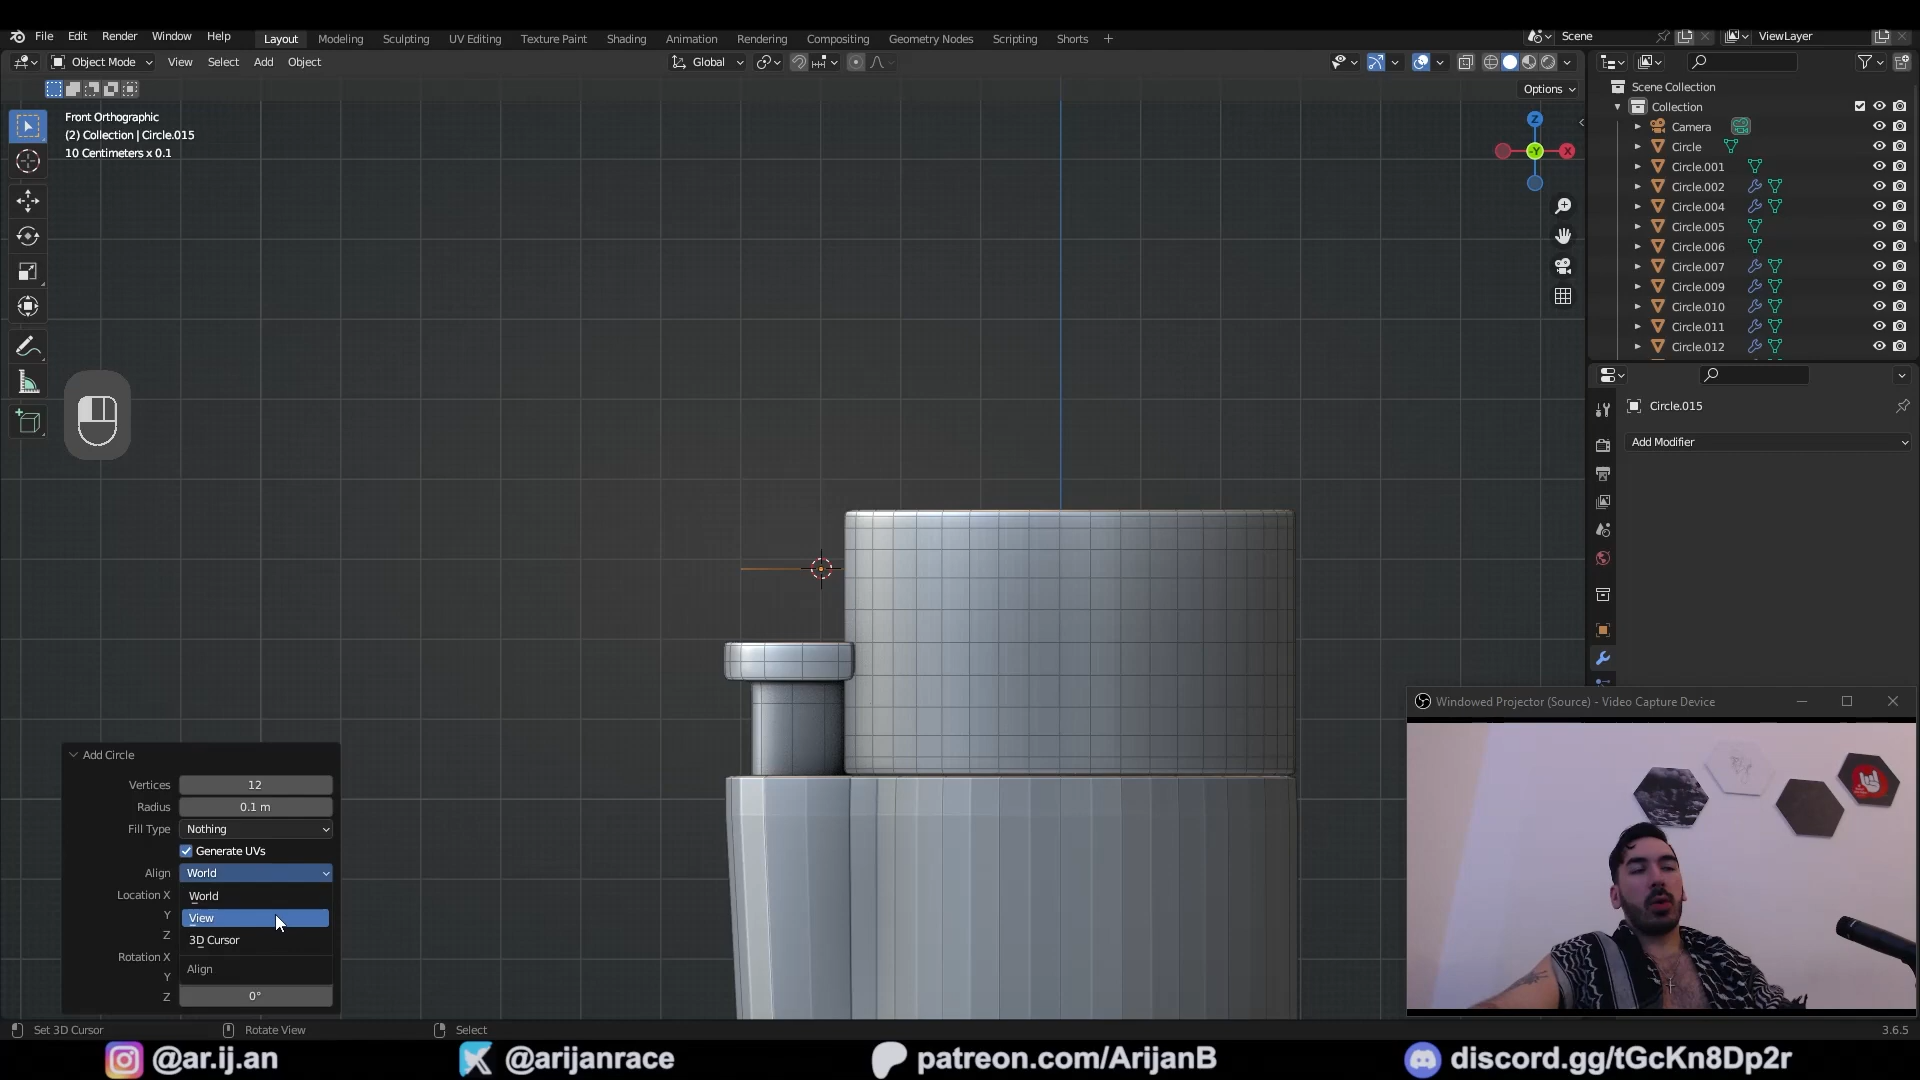 File Edit Render Window Help Layout Modeling Sculpting UV Editing Texture Paint Shading Animation Rendering Compositing Geometry Nodes Scripting Shorts + Scene ViewLayer
Object Mode View Select Add Object Global
Options
Front Orthographic
(2) Collection | Circle.015
10 Centimeters x 0.1
Z
-Y
X
Scene Collection
Collection
Camera
Circle
Circle.001
Circle.002
Circle.004
Circle.005
Circle.006
Circle.007
Circle.009
Circle.010
Circle.011
Circle.012
Circle.015
Add Modifier
Windowed Projector (Source) - Video Capture Device
Add Circle
Vertices 12
Radius 0.1 m
Fill Type Nothing
Generate UVs
Align World
Location X World
Y View
Z 3D Cursor
Rotation X
Align
Y
Z 0°
Set 3D Cursor Rotate View Select 3.6.5
@ar.ij.an @arijanrace patreon.com/ArijanB discord.gg/tGcKn8Dp2r